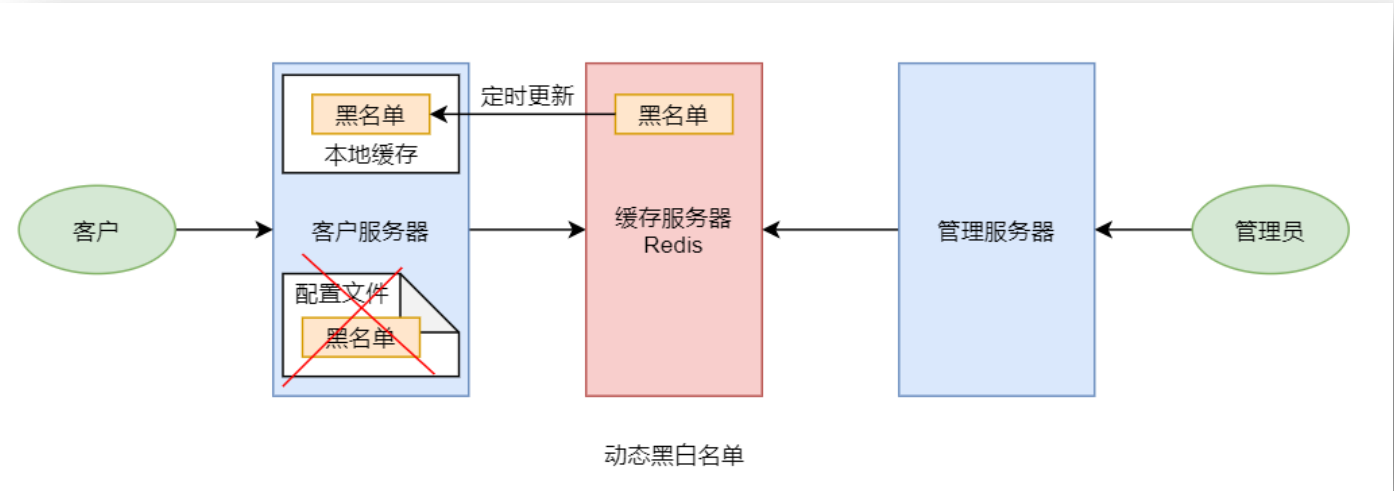 黑名单
定时更新
黑名单
本地缓存
客户
客户服务器
缓存服务器
Redis
管理服务器
管理员
配置文件
黑名单
动态黑白名单